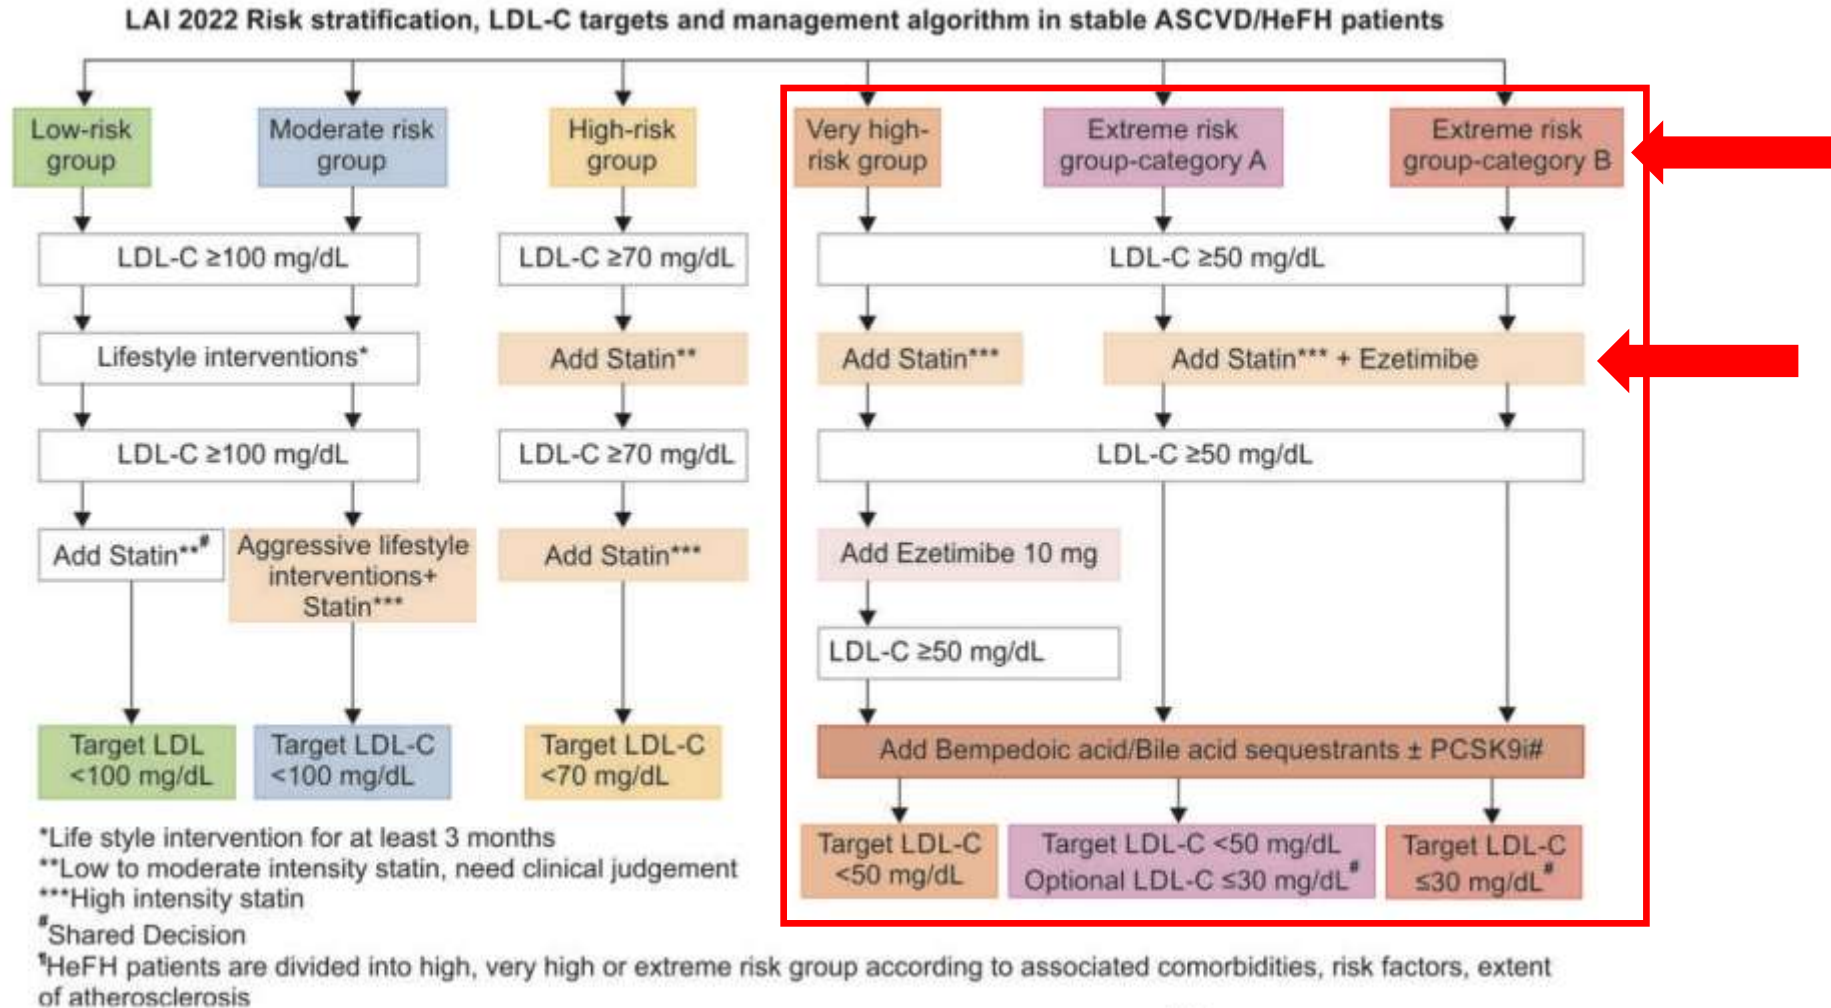 LAI 2022 Risk stratification, LDL-C targets and management algorithm in stable ASCVD/HeFH patients
Low-risk
group
Moderate risk
group
High-risk
group
Very high-
risk group
Extreme risk
group-category A
Extreme risk
group-category B
LDL-C ≥100 mg/dL
LDL-C ≥70 mg/dL
LDL-C ≥50 mg/dL
Lifestyle interventions*
Add Statin**
Add Statin***
Add Statin*** + Ezetimibe
LDL-C ≥100 mg/dL
LDL-C ≥70 mg/dL
LDL-C ≥50 mg/dL
Add Statin**#
Aggressive lifestyle
interventions+
Statin***
Add Statin***
Add Ezetimibe 10 mg
LDL-C ≥50 mg/dL
Add Bempedoic acid/Bile acid sequestrants ± PCSK9i#
Target LDL
<100 mg/dL
Target LDL-C
<100 mg/dL
Target LDL-C
<70 mg/dL
Target LDL-C
<50 mg/dL
Target LDL-C <50 mg/dL
Optional LDL-C ≤30 mg/dL#
Target LDL-C
≤30 mg/dL#
*Life style intervention for at least 3 months
**Low to moderate intensity statin, need clinical judgement
***High intensity statin
#Shared Decision
¶HeFH patients are divided into high, very high or extreme risk group according to associated comorbidities, risk factors, extent
of atherosclerosis